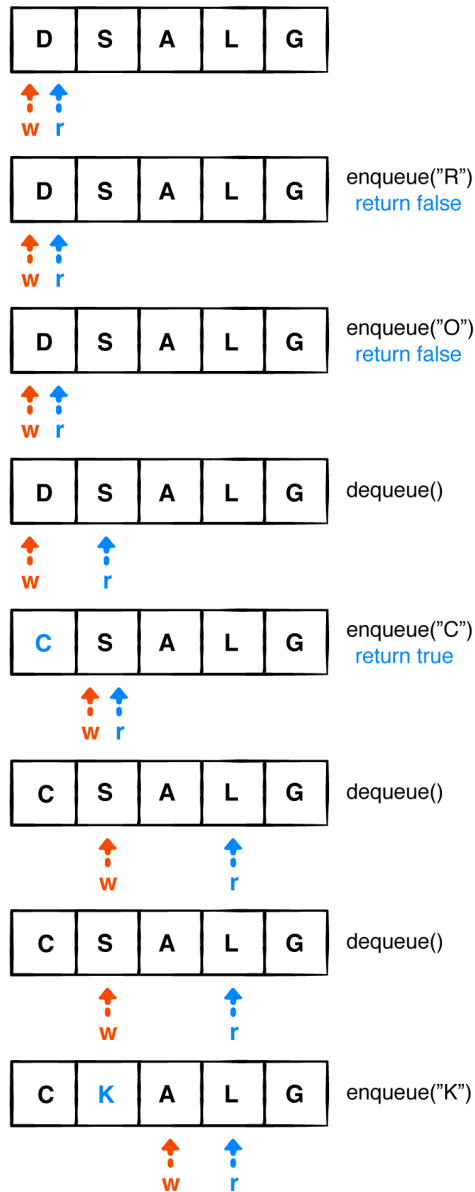 D S A L G
w r
D S A L G
enqueue("R")
return false
w r
D S A L G
enqueue("O")
return false
w r
D S A L G
dequeue()
w r
C S A L G
enqueue("C")
return true
w r
C S A L G
dequeue()
w r
C S A L G
dequeue()
w r
C K A L G
enqueue("K")
w r